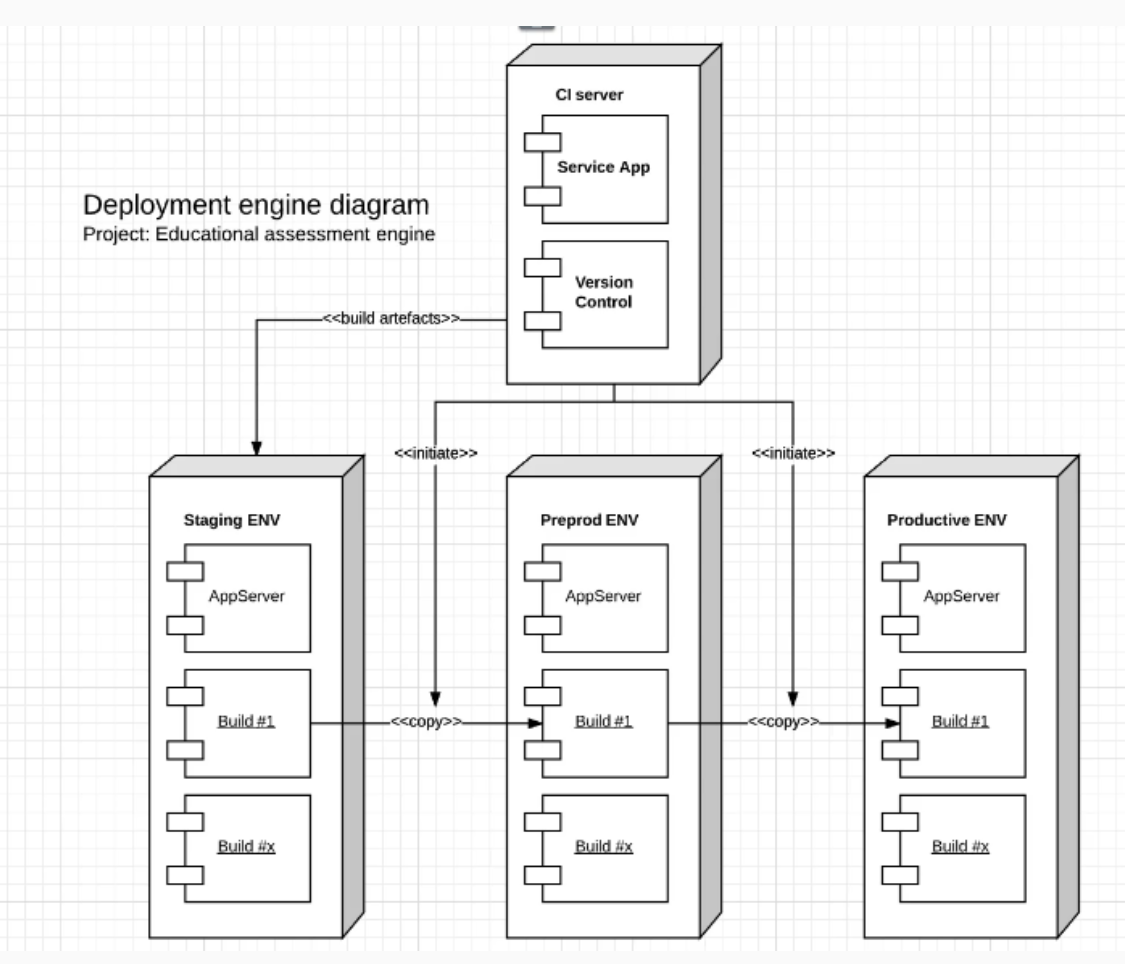 CI server
Service App
Deployment engine diagram
Project: Educational assessment engine
Version
Control
<<build artefacts>>
<<initiate>>
<<initiate>>
Staging ENV
Preprod ENV
Productive ENV
AppServer
AppServer
AppServer
Build #1
<<copy>>
Build #1
<<copy>>
Build #1
Build #x
Build #x
Build #x